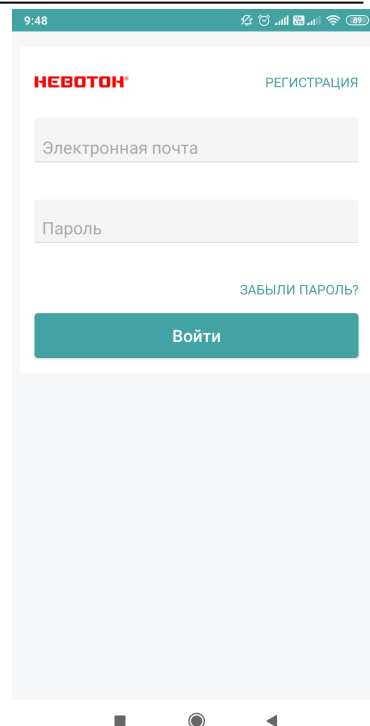 9:48
89
НЕВОТОН®
РЕГИСТРАЦИЯ
Электронная почта
Пароль
ЗАБЫЛИ ПАРОЛЬ?
Войти